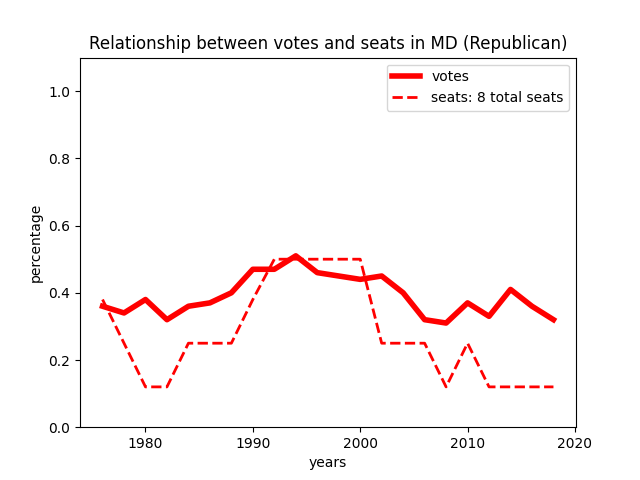 Relationship between votes and seats in MD (Republican)
votes
seats: 8 total seats
1.0
0.8
0.6
0.4
0.2
0.0
percentage
1980
1990
2000
2010
2020
years